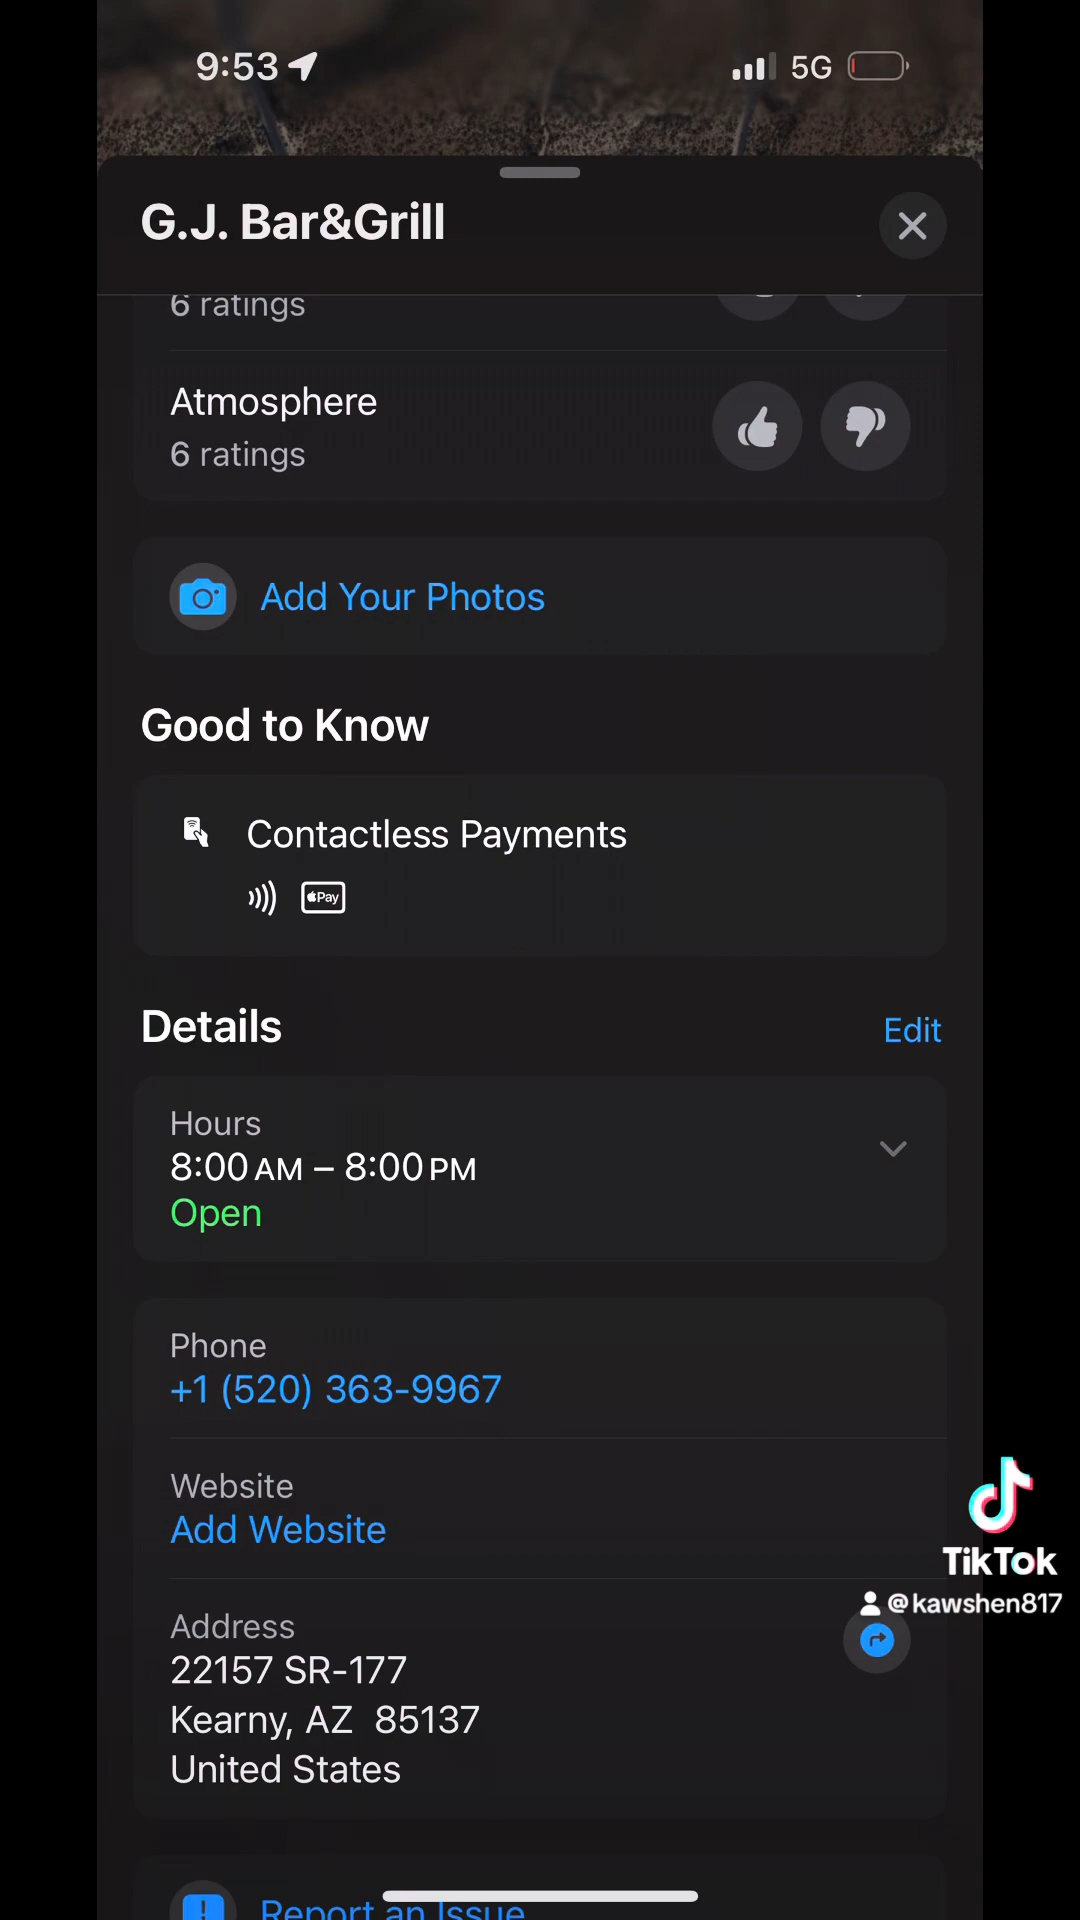 9:53
5G
G.J. Bar&Grill
6 ratings
Atmosphere
6 ratings
Add Your Photos
Good to Know
Contactless Payments
Pay
Details
Edit
Hours
8:00 AM – 8:00 PM
Open
Phone
+1 (520) 363-9967
Website
Add Website
TikTok
@kawshen817
Address
22157 SR-177
Kearny, AZ  85137
United States
Report an Issue